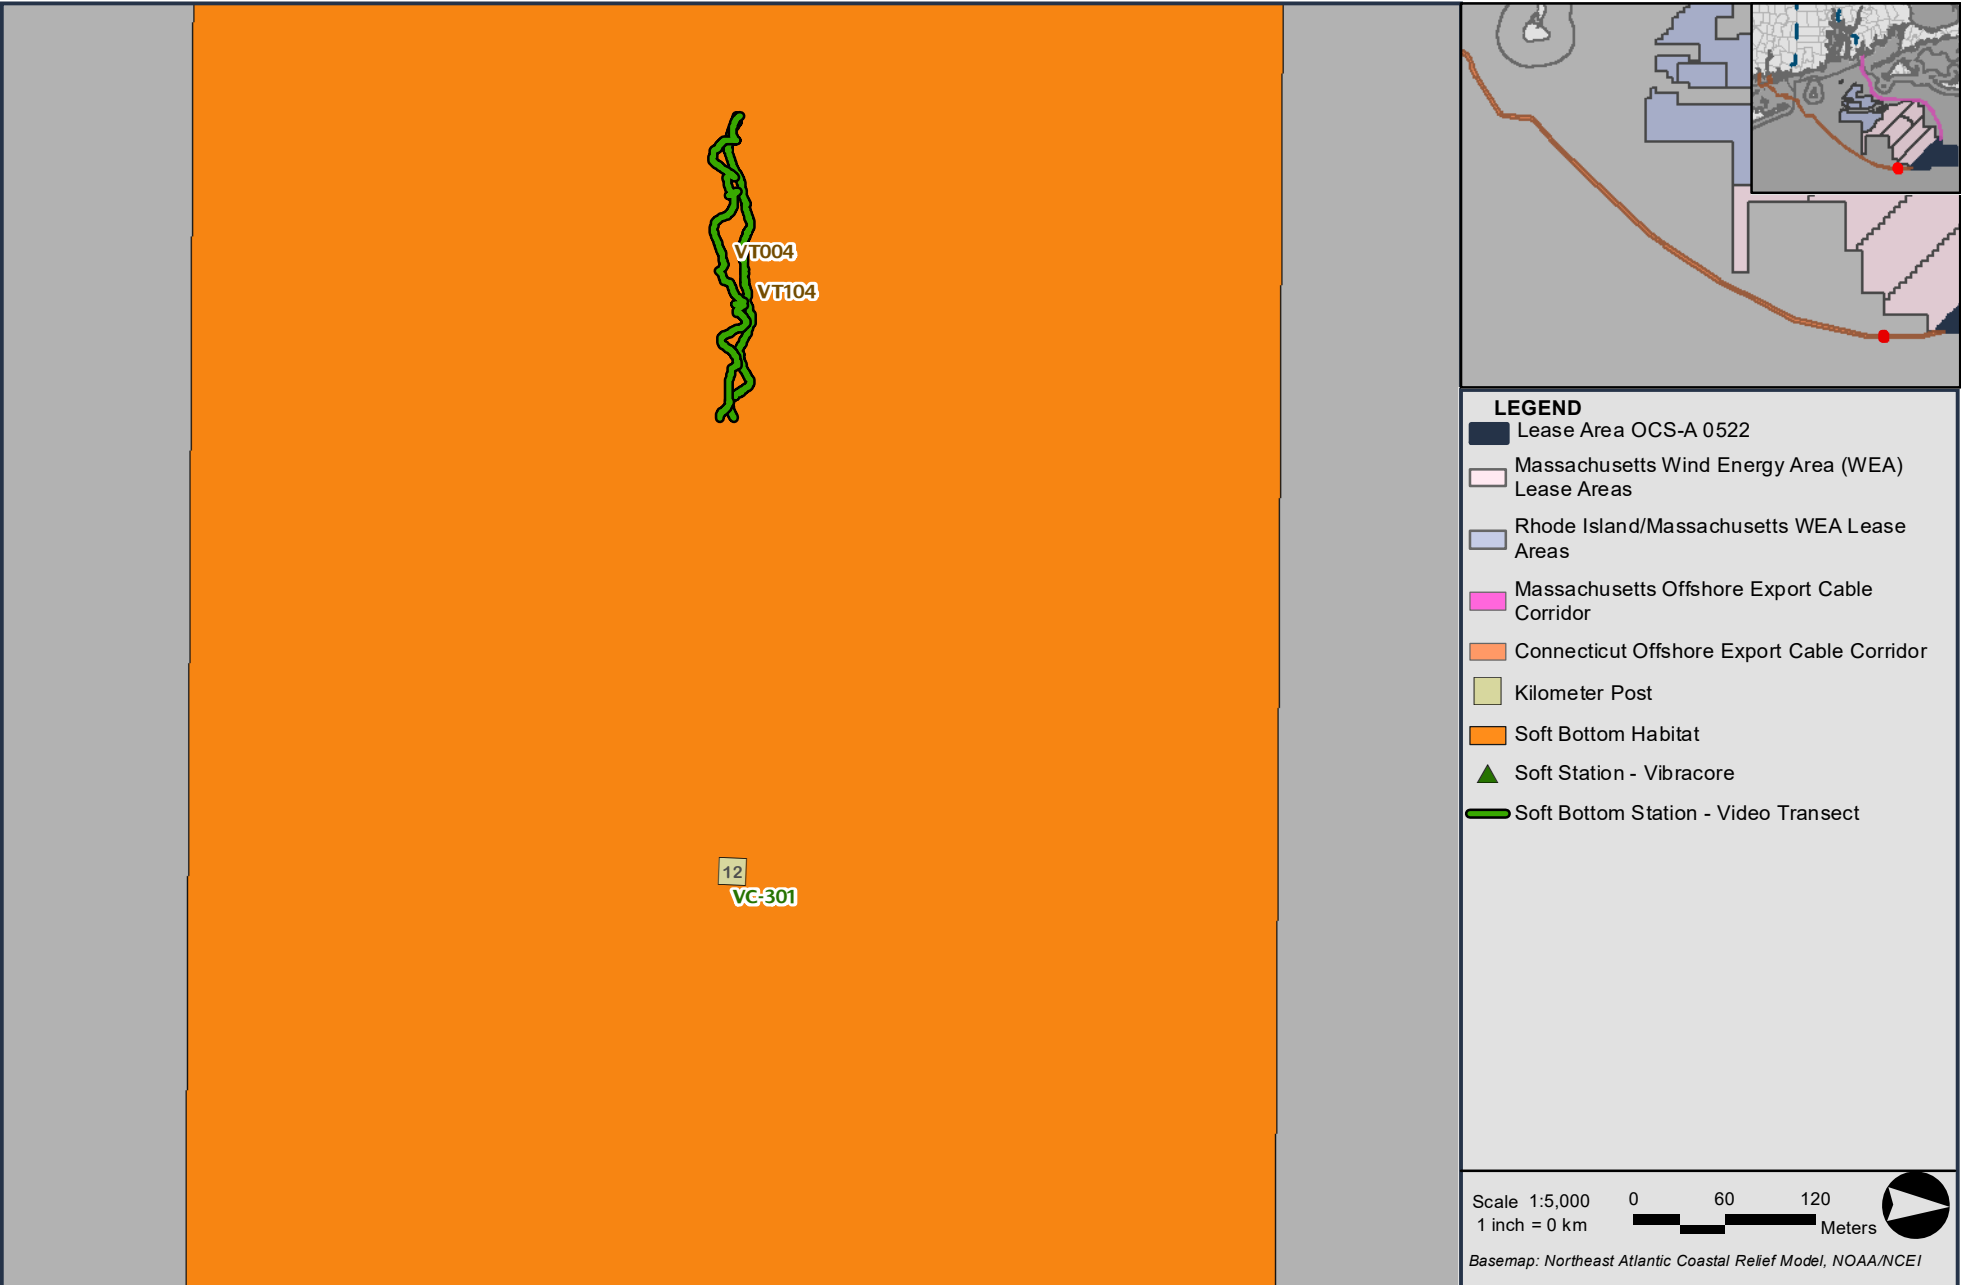 VT004
VT104
12
VC-301
LEGEND
Lease Area OCS-A 0522
Massachusetts Wind Energy Area (WEA)
Lease Areas
Rhode Island/Massachusetts WEA Lease
Areas
Massachusetts Offshore Export Cable
Corridor
Connecticut Offshore Export Cable Corridor
Kilometer Post
Soft Bottom Habitat
Soft Station - Vibracore
Soft Bottom Station - Video Transect
Scale 1:5,000
1 inch = 0 km
0 60 120
Meters
Basemap: Northeast Atlantic Coastal Relief Model, NOAA/NCEI